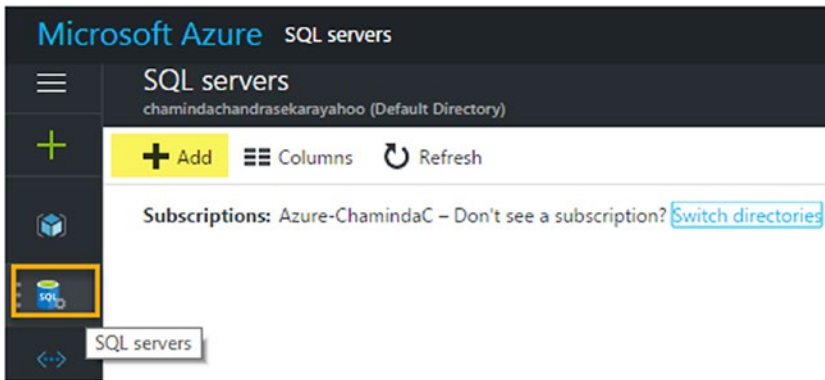 Microsoft Azure SQL servers
SQL servers
chamindachandrasekarayahoo (Default Directory)
Add Columns Refresh
Subscriptions: Azure-ChamindaC – Don't see a subscription? Switch directories
SQL
SQL servers